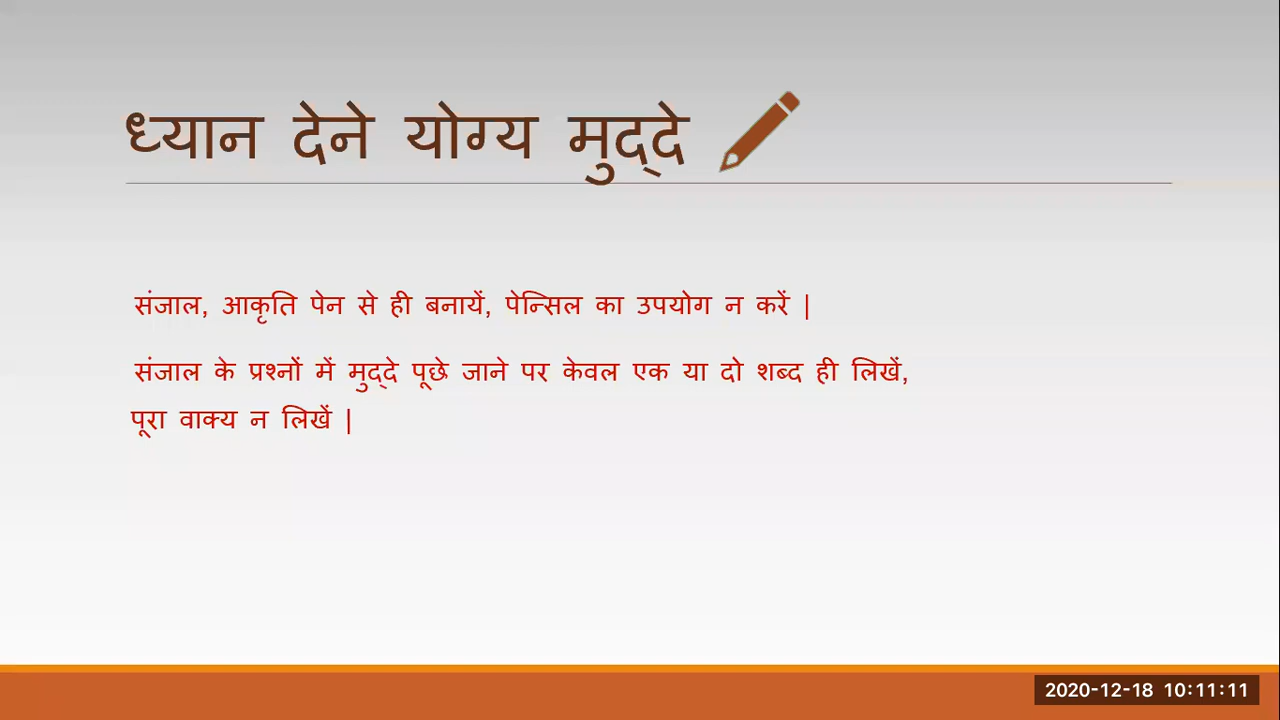 ध्यान देने योग्य मुद्दे
संजाल, आकृति पेन से ही बनायें, पेन्सिल का उपयोग न करें |
संजाल के प्रश्नों में मुद्दे पूछे जाने पर केवल एक या दो शब्द ही लिखें,
पूरा वाक्य न लिखें |
2020-12-18 10:11:11